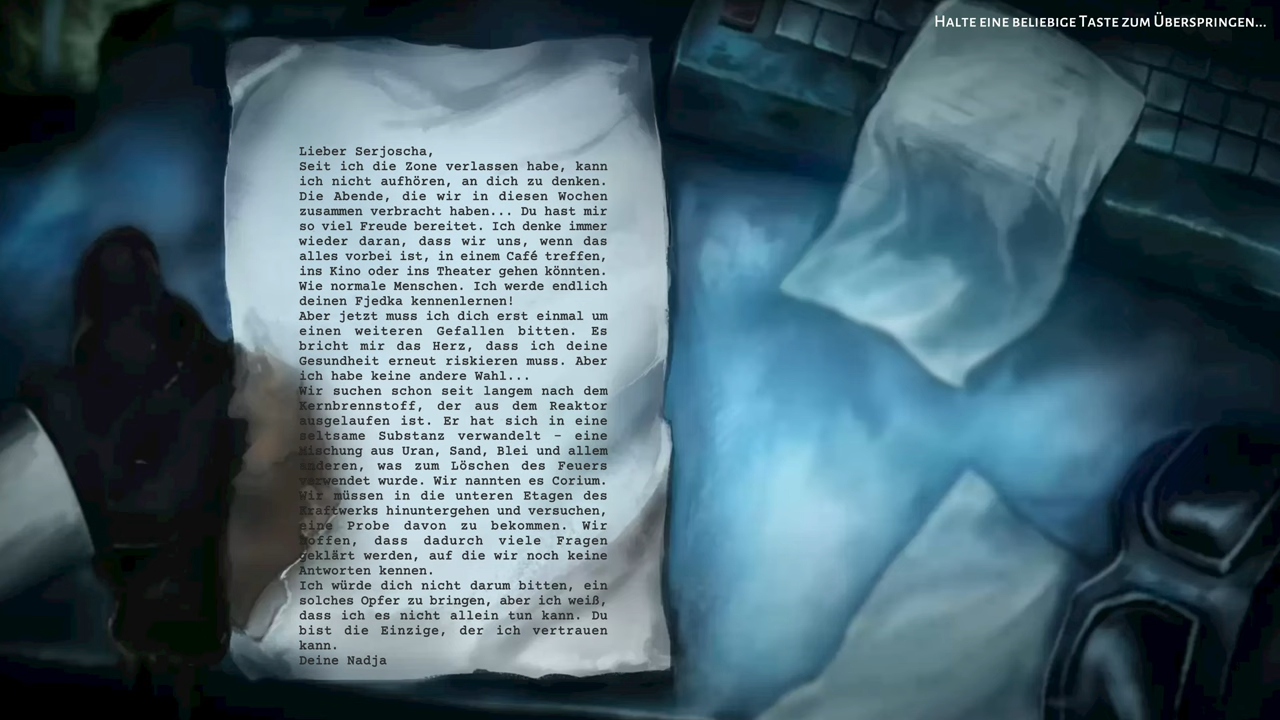 Halte eine beliebige Taste zum Überspringen...
Lieber Serjoscha,
Seit ich die Zone verlassen habe, kann
ich nicht aufhören, an dich zu denken.
Die Abende, die wir in diesen Wochen
zusammen verbracht haben... Du hast mir
so viel Freude bereitet. Ich denke immer
wieder daran, dass wir uns, wenn das
alles vorbei ist, in einem Café treffen,
ins Kino oder ins Theater gehen könnten.
Wie normale Menschen. Ich werde endlich
deinen Fjedka kennenlernen!
Aber jetzt muss ich dich erst einmal um
einen weiteren Gefallen bitten. Es
bricht mir das Herz, dass ich deine
Gesundheit erneut riskieren muss. Aber
ich habe keine andere Wahl...
Wir suchen schon seit langem nach dem
Kernbrennstoff, der aus dem Reaktor
ausgelaufen ist. Er hat sich in eine
seltsame Substanz verwandelt - eine
Mischung aus Uran, Sand, Blei und allem
anderen, was zum Löschen des Feuers
verwendet wurde. Wir nannten es Corium.
Wir müssen in die unteren Etagen des
Kraftwerks hinuntergehen und versuchen,
eine Probe davon zu bekommen. Wir
hoffen, dass dadurch viele Fragen
geklärt werden, auf die wir noch keine
Antworten kennen.
Ich würde dich nicht darum bitten, ein
solches Opfer zu bringen, aber ich weiß,
dass ich es nicht allein tun kann. Du
bist die Einzige, der ich vertrauen
kann.
Deine Nadja